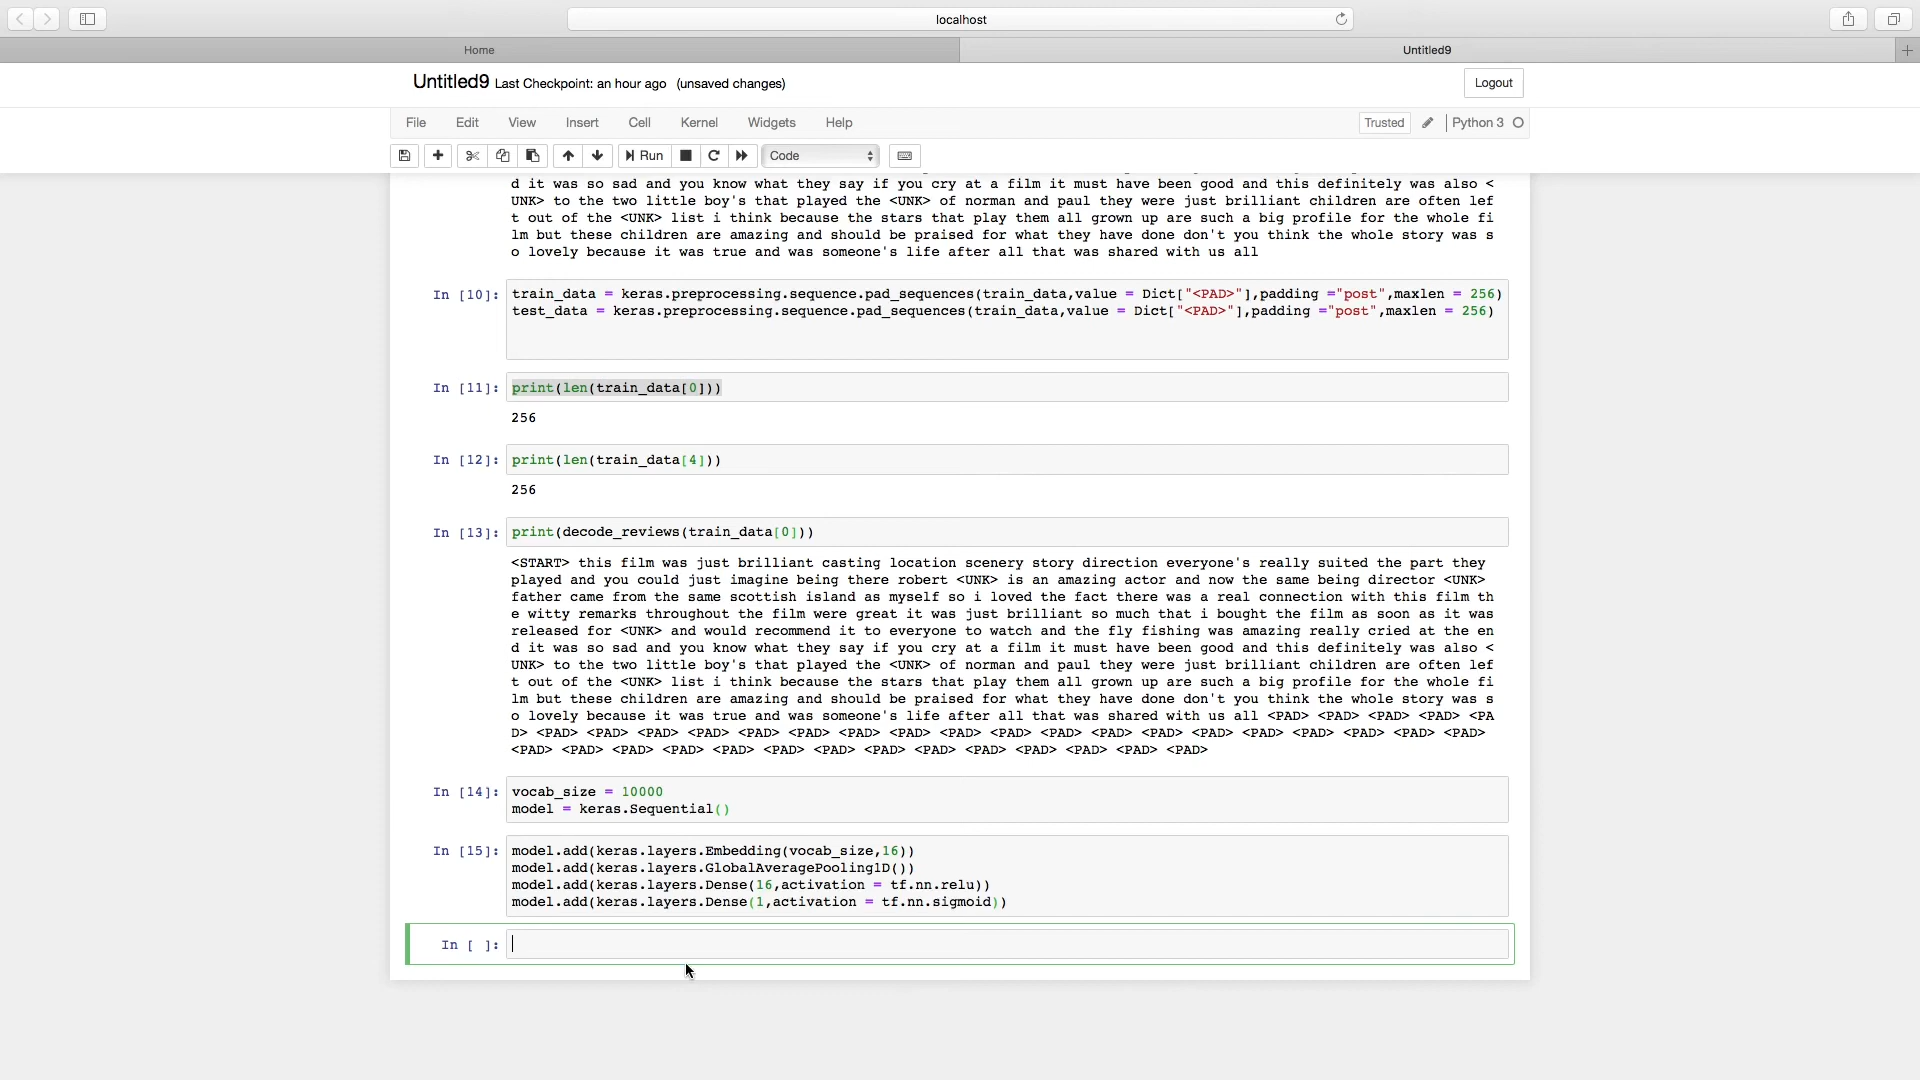 localhost
Home
Untitled9
Untitled9 Last Checkpoint: an hour ago (unsaved changes)
Logout
File Edit View Insert Cell Kernel Widgets Help
Trusted
Python 3
Run
Code
d it was so sad and you know what they say if you cry at a film it must have been good and this definitely was also <
UNK> to the two little boy's that played the <UNK> of norman and paul they were just brilliant children are often lef
t out of the <UNK> list i think because the stars that play them all grown up are such a big profile for the whole fi
lm but these children are amazing and should be praised for what they have done don't you think the whole story was s
o lovely because it was true and was someone's life after all that was shared with us all
In [10]:
train_data = keras.preprocessing.sequence.pad_sequences(train_data,value = Dict["<PAD>"],padding ="post",maxlen = 256)
test_data = keras.preprocessing.sequence.pad_sequences(train_data,value = Dict["<PAD>"],padding ="post",maxlen = 256)
In [11]:
print(len(train_data[0]))
256
In [12]:
print(len(train_data[4]))
256
In [13]:
print(decode_reviews(train_data[0]))
<START> this film was just brilliant casting location scenery story direction everyone's really suited the part they
played and you could just imagine being there robert <UNK> is an amazing actor and now the same being director <UNK>
father came from the same scottish island as myself so i loved the fact there was a real connection with this film th
e witty remarks throughout the film were great it was just brilliant so much that i bought the film as soon as it was
released for <UNK> and would recommend it to everyone to watch and the fly fishing was amazing really cried at the en
d it was so sad and you know what they say if you cry at a film it must have been good and this definitely was also <
UNK> to the two little boy's that played the <UNK> of norman and paul they were just brilliant children are often lef
t out of the <UNK> list i think because the stars that play them all grown up are such a big profile for the whole fi
lm but these children are amazing and should be praised for what they have done don't you think the whole story was s
o lovely because it was true and was someone's life after all that was shared with us all <PAD> <PAD> <PAD> <PAD> <PA
D> <PAD> <PAD> <PAD> <PAD> <PAD> <PAD> <PAD> <PAD> <PAD> <PAD> <PAD> <PAD> <PAD> <PAD> <PAD> <PAD> <PAD> <PAD> <PAD>
<PAD> <PAD> <PAD> <PAD> <PAD> <PAD> <PAD> <PAD> <PAD> <PAD> <PAD> <PAD> <PAD> <PAD>
In [14]:
vocab_size = 10000
model = keras.Sequential()
In [15]:
model.add(keras.layers.Embedding(vocab_size,16))
model.add(keras.layers.GlobalAveragePooling1D())
model.add(keras.layers.Dense(16,activation = tf.nn.relu))
model.add(keras.layers.Dense(1,activation = tf.nn.sigmoid))
In [ ]: